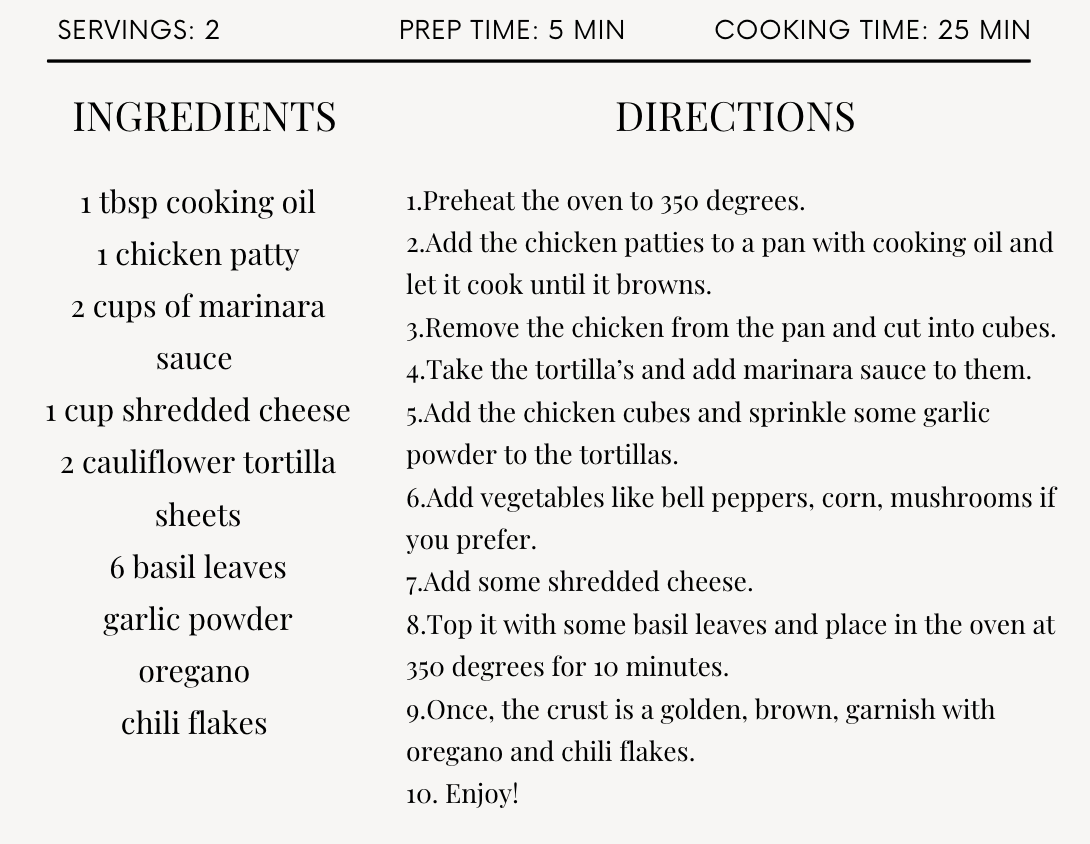 SERVINGS: 2
PREP TIME: 5 MIN
COOKING TIME: 25 MIN
INGREDIENTS
1 tbsp cooking oil
1 chicken patty
2 cups of marinara
sauce
1 cup shredded cheese
2 cauliflower tortilla
sheets
6 basil leaves
garlic powder
oregano
chili flakes
DIRECTIONS
1.Preheat the oven to 350 degrees.
2.Add the chicken patties to a pan with cooking oil and
let it cook until it browns.
3.Remove the chicken from the pan and cut into cubes.
4.Take the tortilla’s and add marinara sauce to them.
5.Add the chicken cubes and sprinkle some garlic
powder to the tortillas.
6.Add vegetables like bell peppers, corn, mushrooms if
you prefer.
7.Add some shredded cheese.
8.Top it with some basil leaves and place in the oven at
350 degrees for 10 minutes.
9.Once, the crust is a golden, brown, garnish with
oregano and chili flakes.
10. Enjoy!